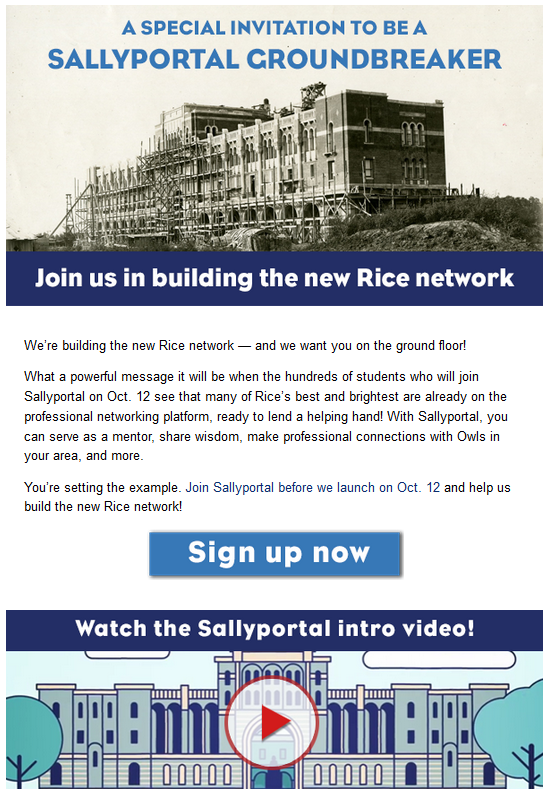 A SPECIAL INVITATION TO BE A
SALLYPORTAL GROUNDBREAKER
Join us in building the new Rice network
We’re building the new Rice network — and we want you on the ground floor!
What a powerful message it will be when the hundreds of students who will join
Sallyportal on Oct. 12 see that many of Rice’s best and brightest are already on the
professional networking platform, ready to lend a helping hand! With Sallyportal, you
can serve as a mentor, share wisdom, make professional connections with Owls in
your area, and more.
You’re setting the example. Join Sallyportal before we launch on Oct. 12 and help us
build the new Rice network!
Sign up now
Watch the Sallyportal intro video!